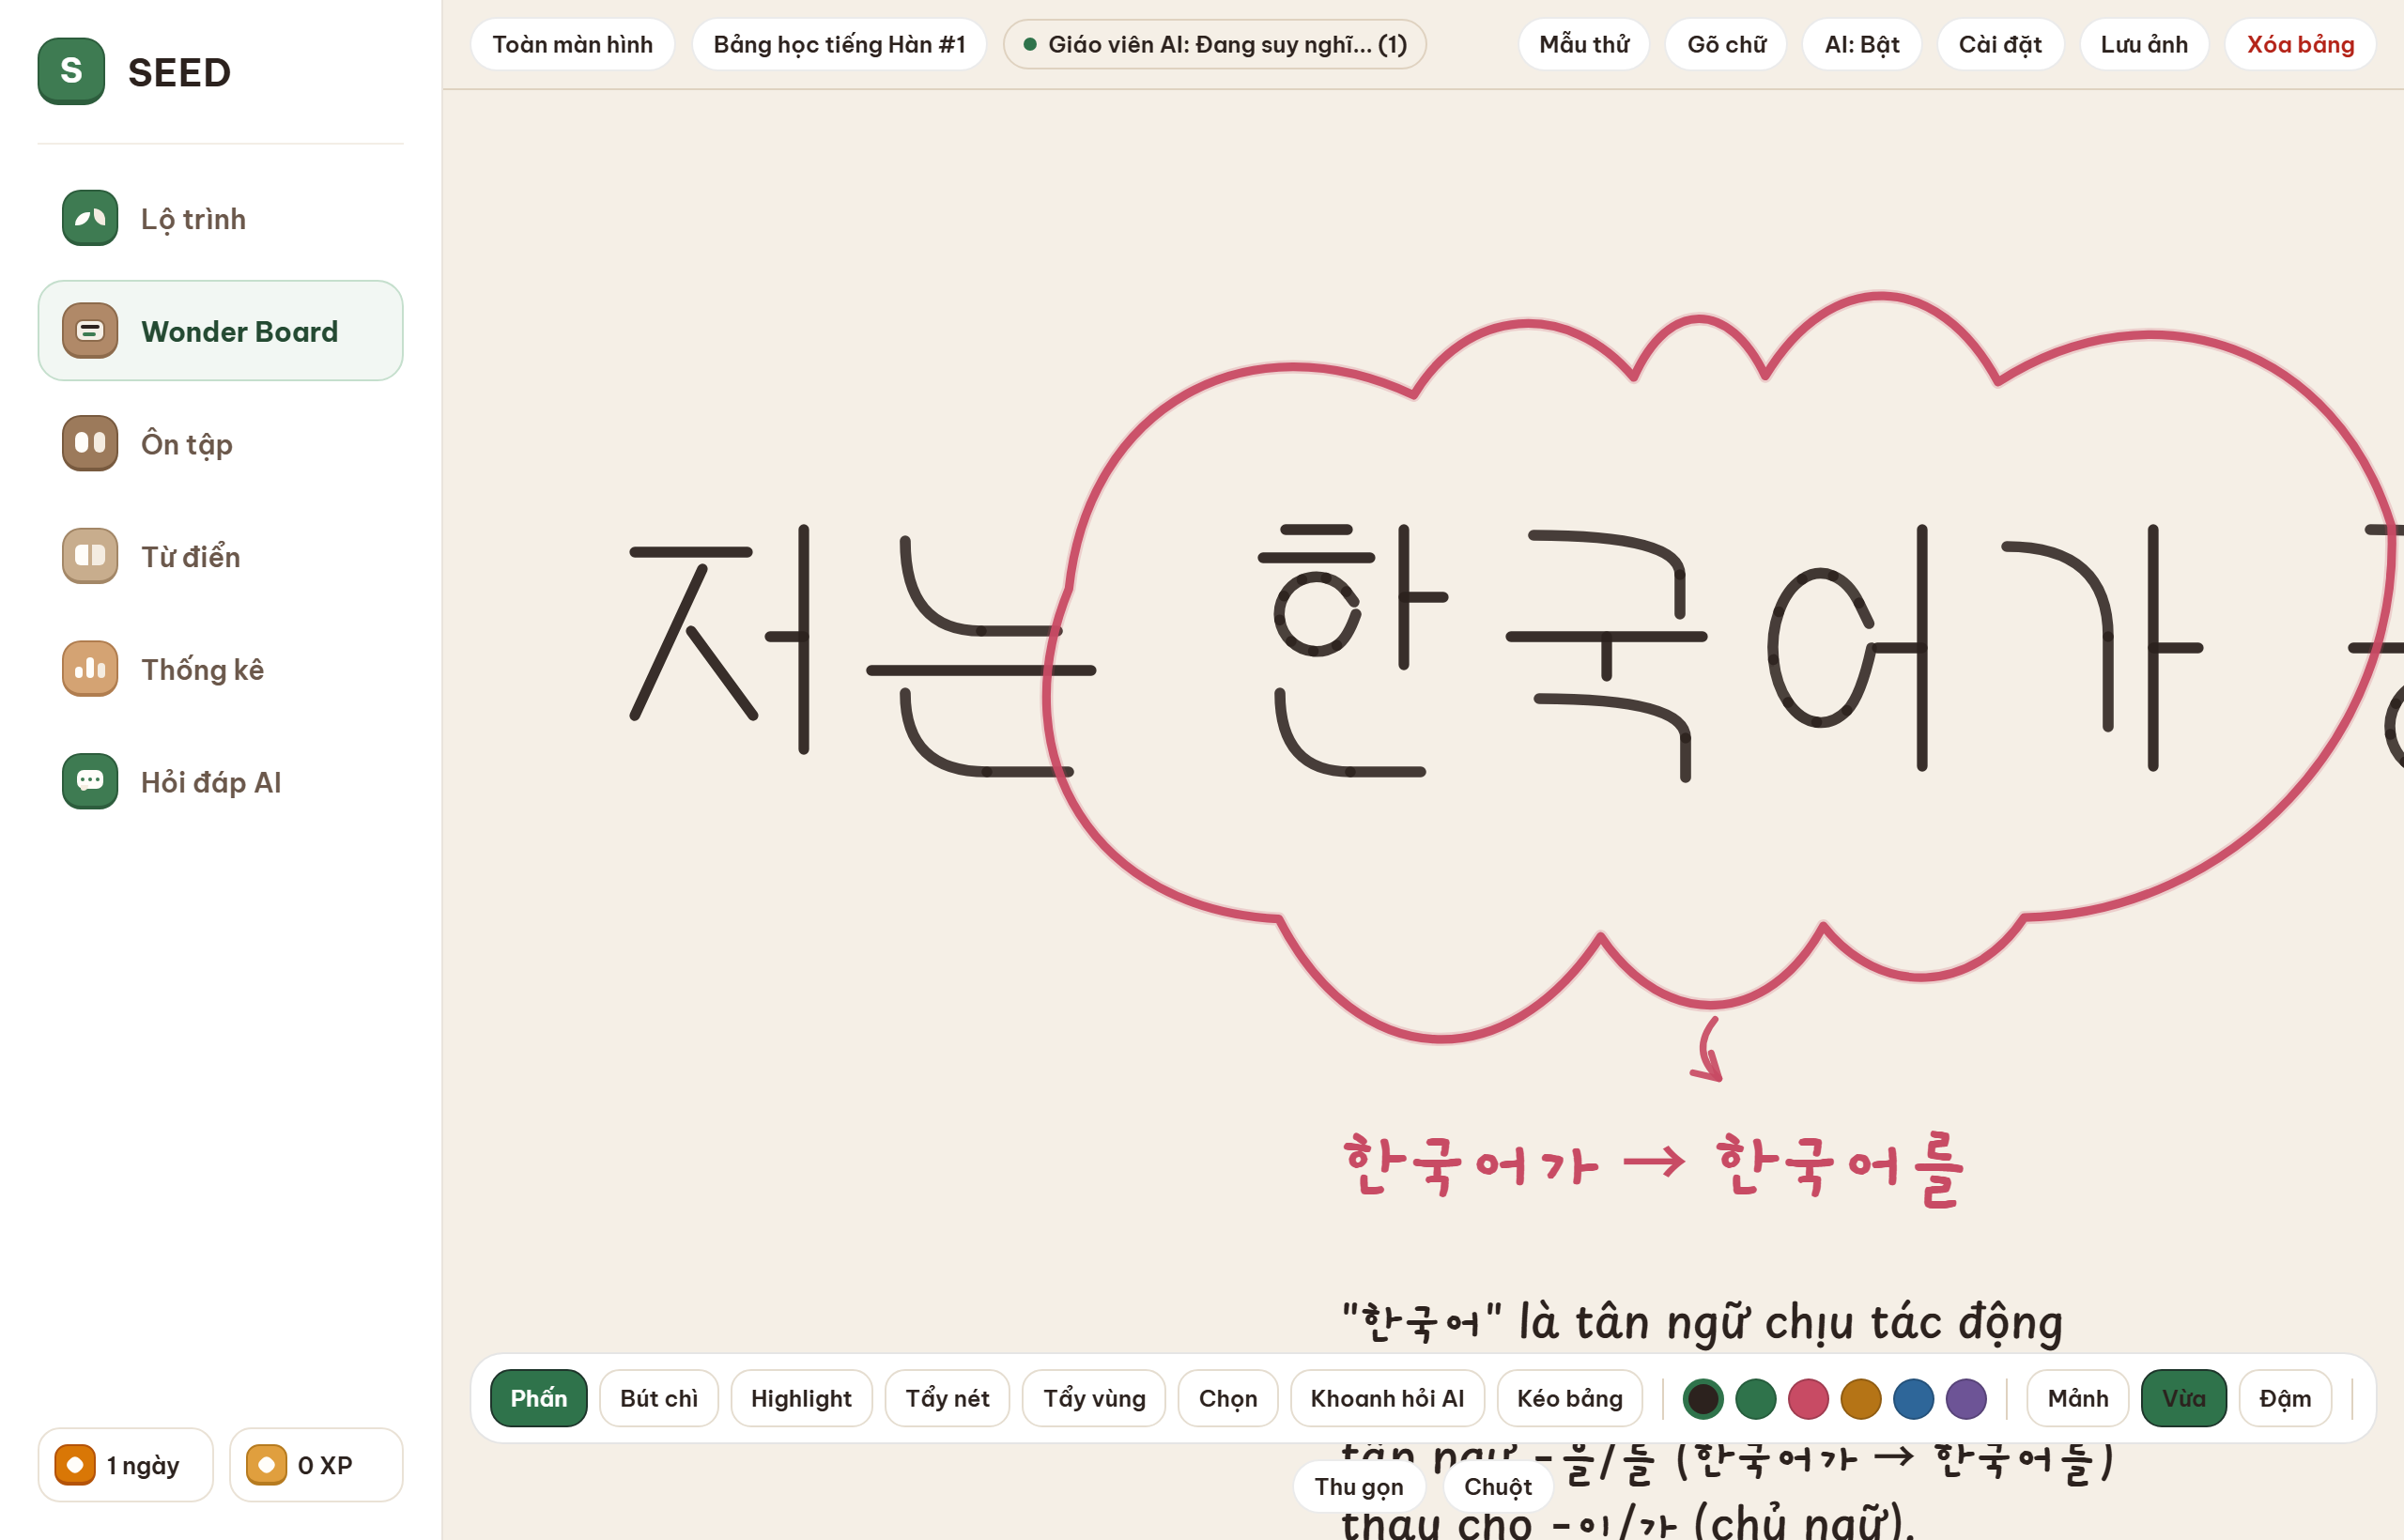 S SEED
Lộ trình
Wonder Board
Ôn tập
Từ điển
Thống kê
Hỏi đáp AI
1 ngày
0 XP
Toàn màn hình
Bảng học tiếng Hàn #1
Giáo viên AI: Đang suy nghĩ... (1)
Mẫu thử
Gõ chữ
AI: Bật
Cài đặt
Lưu ảnh
Xóa bảng
저는 한국어가
한국어가 → 한국어를
"한국어" là tân ngữ chịu tác động
Phấn
Bút chì
Highlight
Tẩy nét
Tẩy vùng
Chọn
Khoanh hỏi AI
Kéo bảng
Mảnh
Vừa
Đậm
tân ngữ -을/를 (한국어가 → 한국어를)
Thu gọn
Chuột
thay cho -이/가 (chủ ngữ).